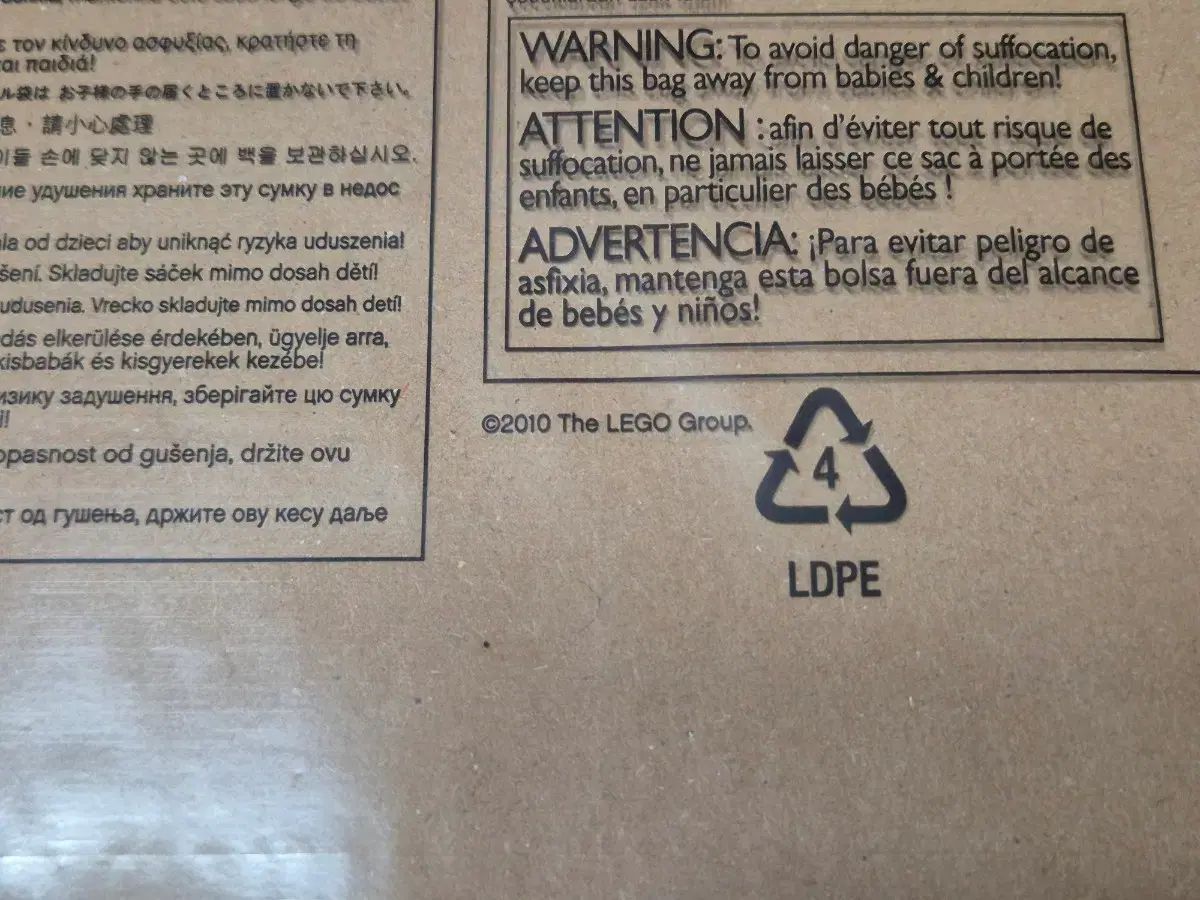 ε τον κίνδυνο ασφυξίας, κρατήστε τη
αι παιδιά!
ル袋は お子様の手の届くところに置かないで下さい。
息・請小心處理
이들 손에 닿지 않는 곳에 백을 보관하십시오.
ние удушения храните эту сумку в недос
ala od dzieci aby uniknąć ryzyka uduszenia!
šení. Skladujte sáček mimo dosah dětí!
udusenia. Vrecko skladujte mimo dosah detí!
dás elkerülése érdekében, ügyelje arra,
kisbabák és kisgyerekek kezébe!
изику задушення, зберігайте цю сумку
і!
opasnost od gušenja, držite ovu
ст од гушења, држите ову кесу даље
WARNING: To avoid danger of suffocation,
keep this bag away from babies & children!
ATTENTION : afin d'éviter tout risque de
suffocation, ne jamais laisser ce sac à portée des
enfants, en particulier des bébés !
ADVERTENCIA: ¡Para evitar peligro de
asfixia, mantenga esta bolsa fuera del alcance
de bebés y niños!
©2010 The LEGO Group.
4
LDPE